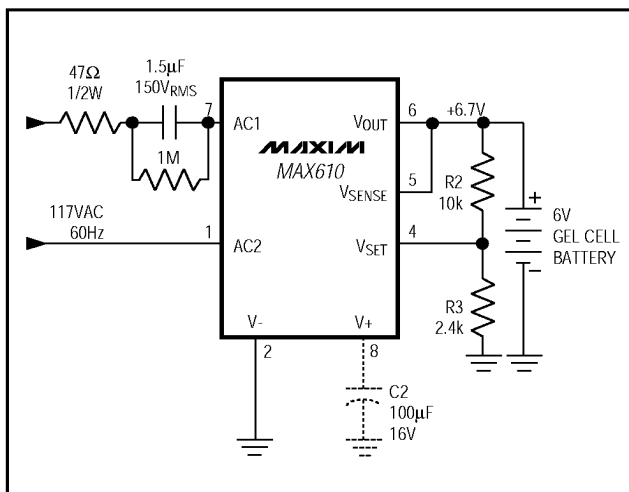 47Ω
1/2W
1.5μF
150VRMS
1M
117VAC
60Hz
7
AC1
1
AC2
MAXIM
MAX610
VOUT
6
+6.7V
VSENSE
5
VSET
4
V-
2
V+
8
R2
10k
R3
2.4k
+
6V
GEL CELL
BATTERY
-
C2
100μF
16V